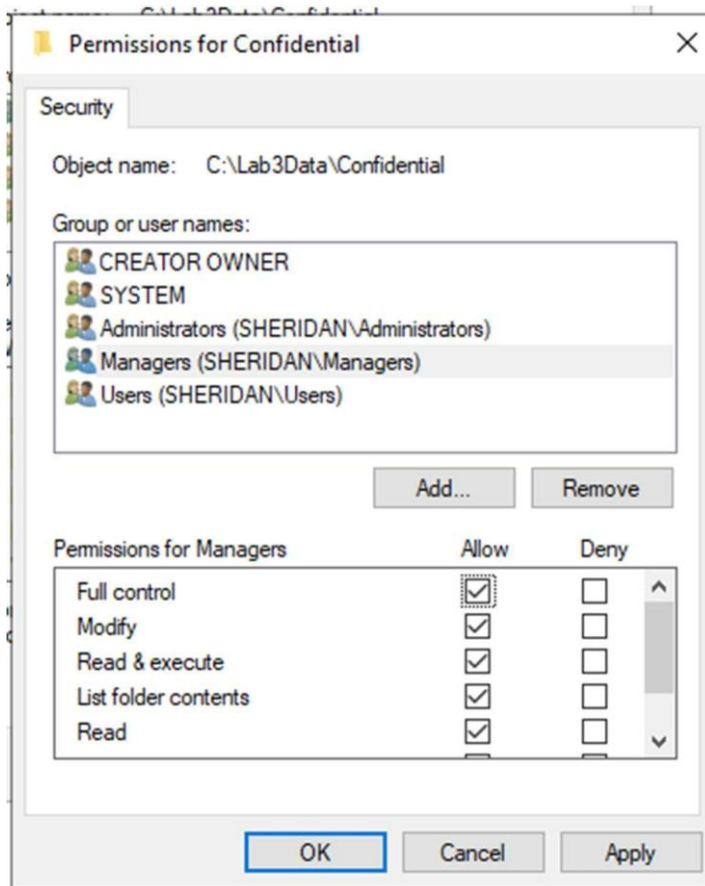 Permissions for Confidential
Security
Object name: C:\Lab3Data\Confidential
Group or user names:
CREATOR OWNER
SYSTEM
Administrators (SHERIDAN\Administrators)
Managers (SHERIDAN\Managers)
Users (SHERIDAN\Users)
Add... Remove
Permissions for Managers Allow Deny
Full control
Modify
Read & execute
List folder contents
Read
OK Cancel Apply